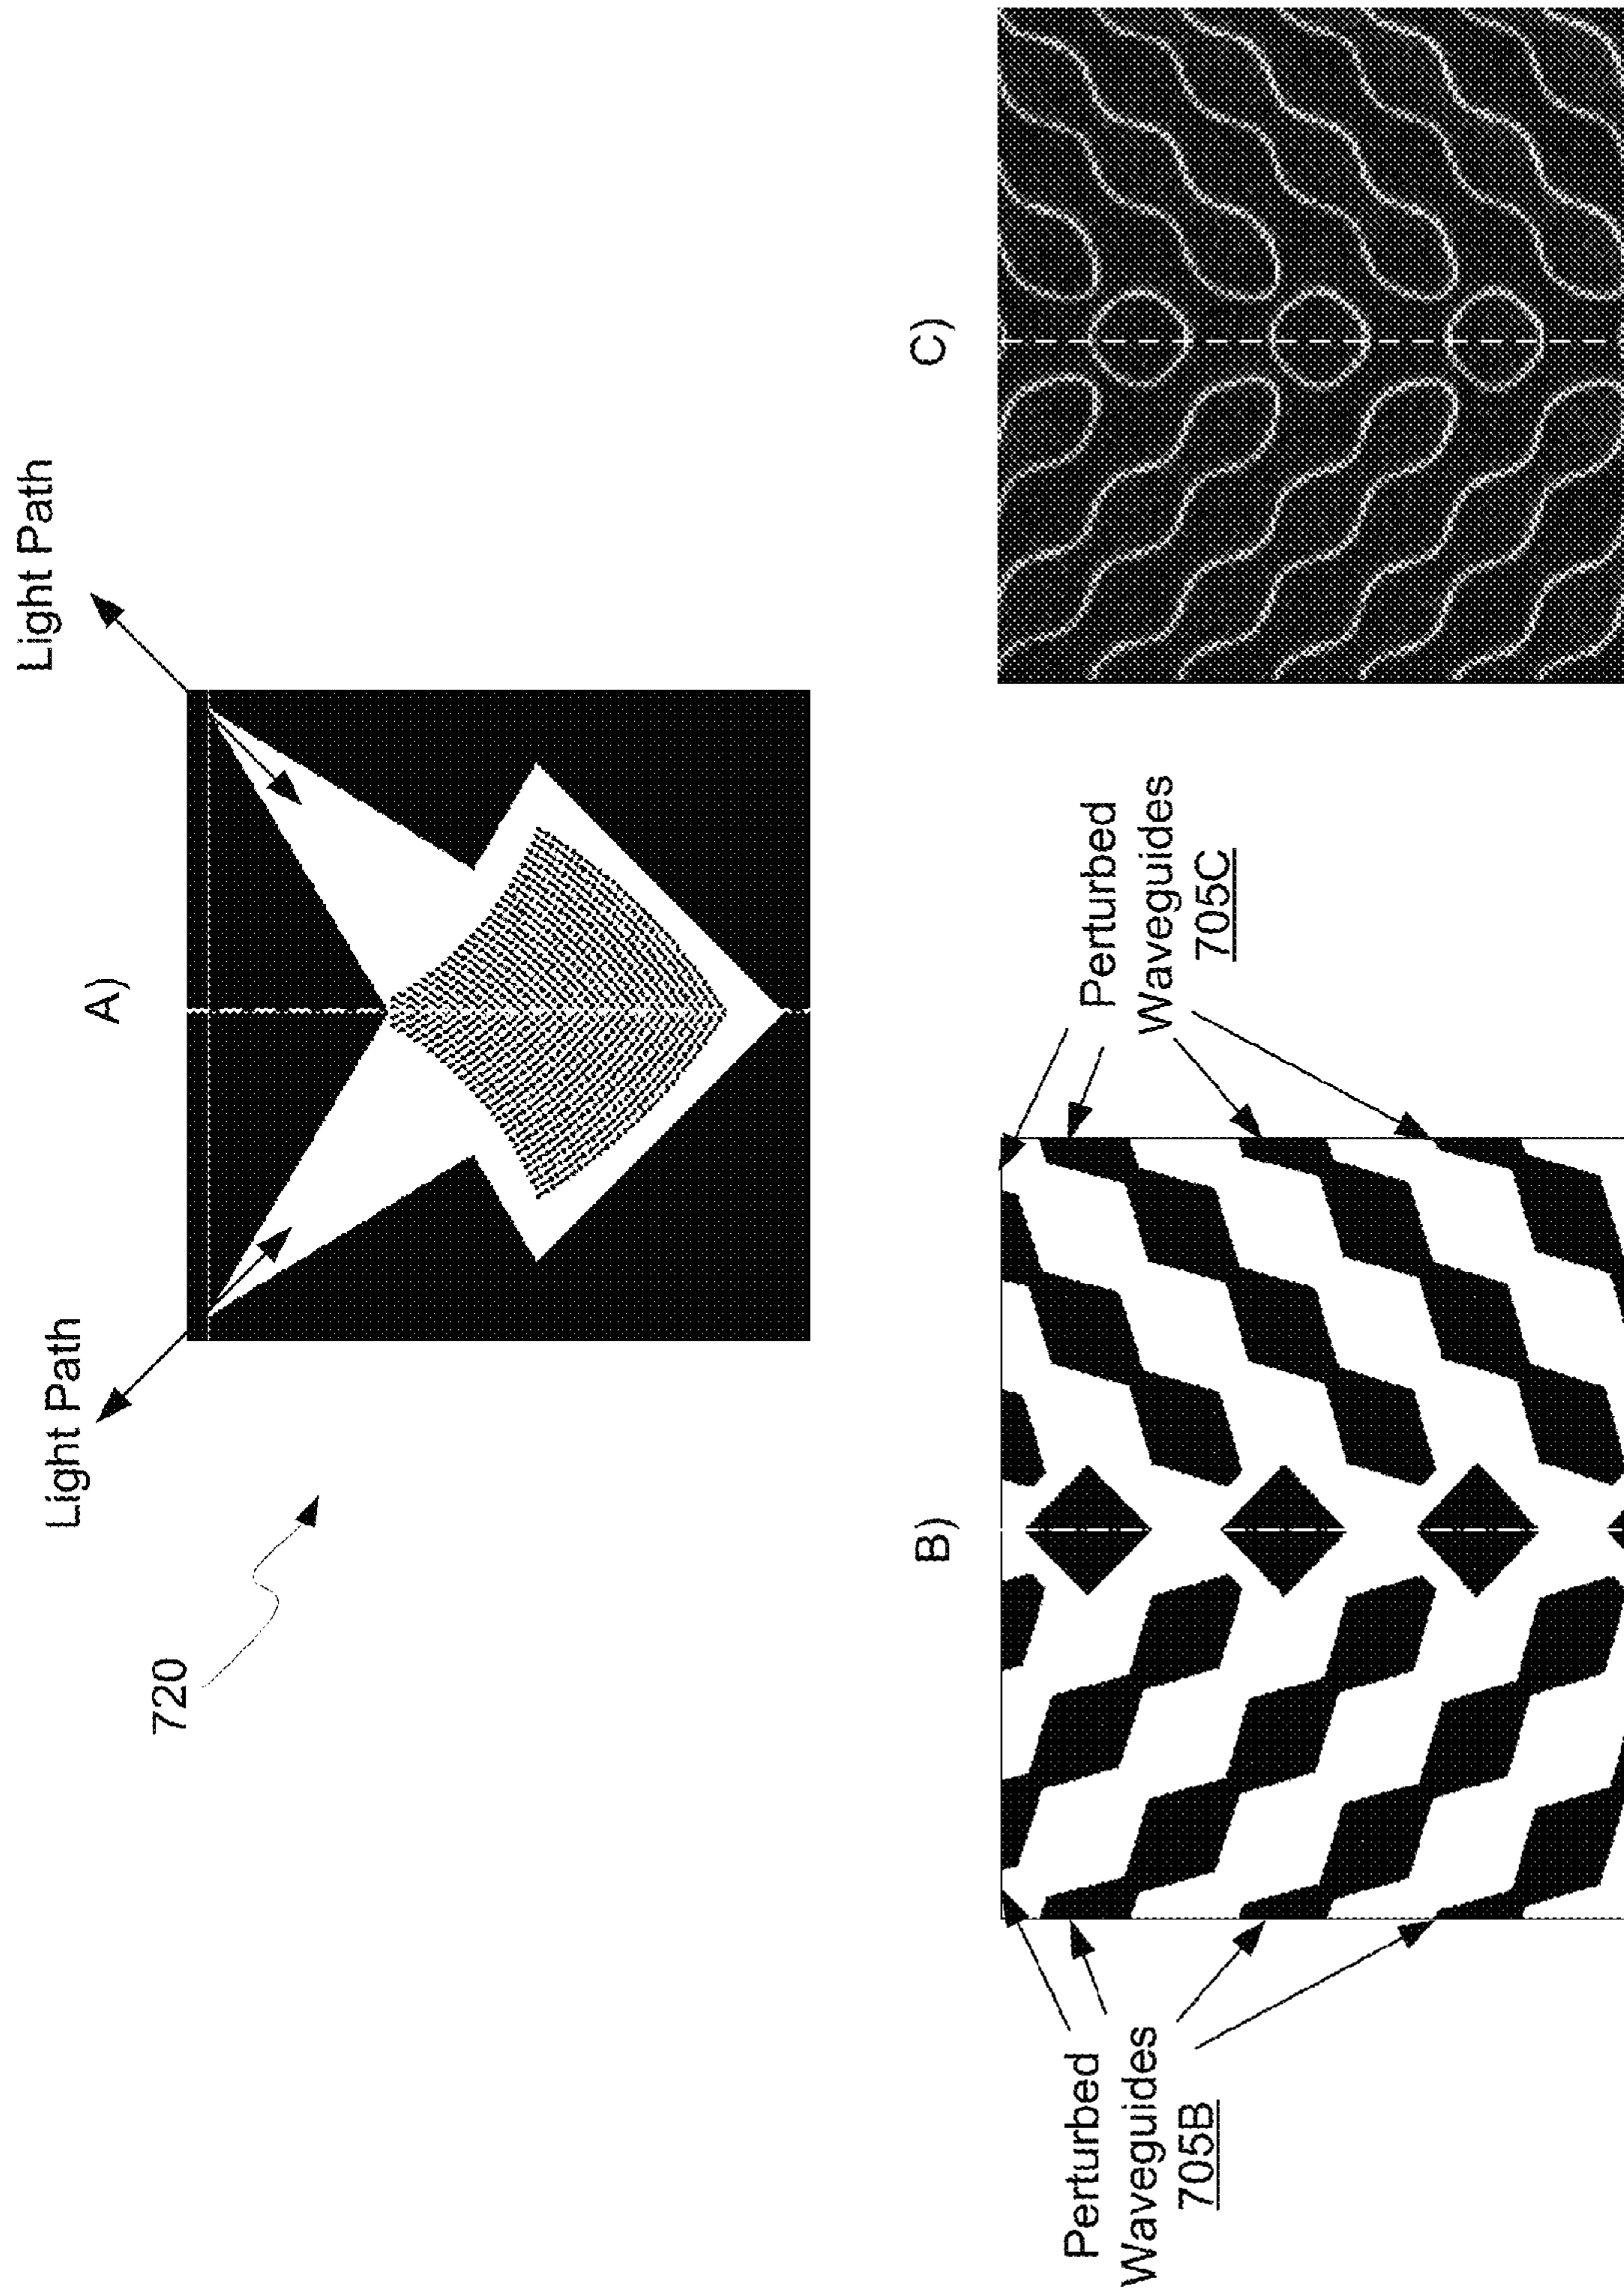 Light Path
Light Path
A)
720
B)
C)
Perturbed
Waveguides
705B
Perturbed
Waveguides
705C